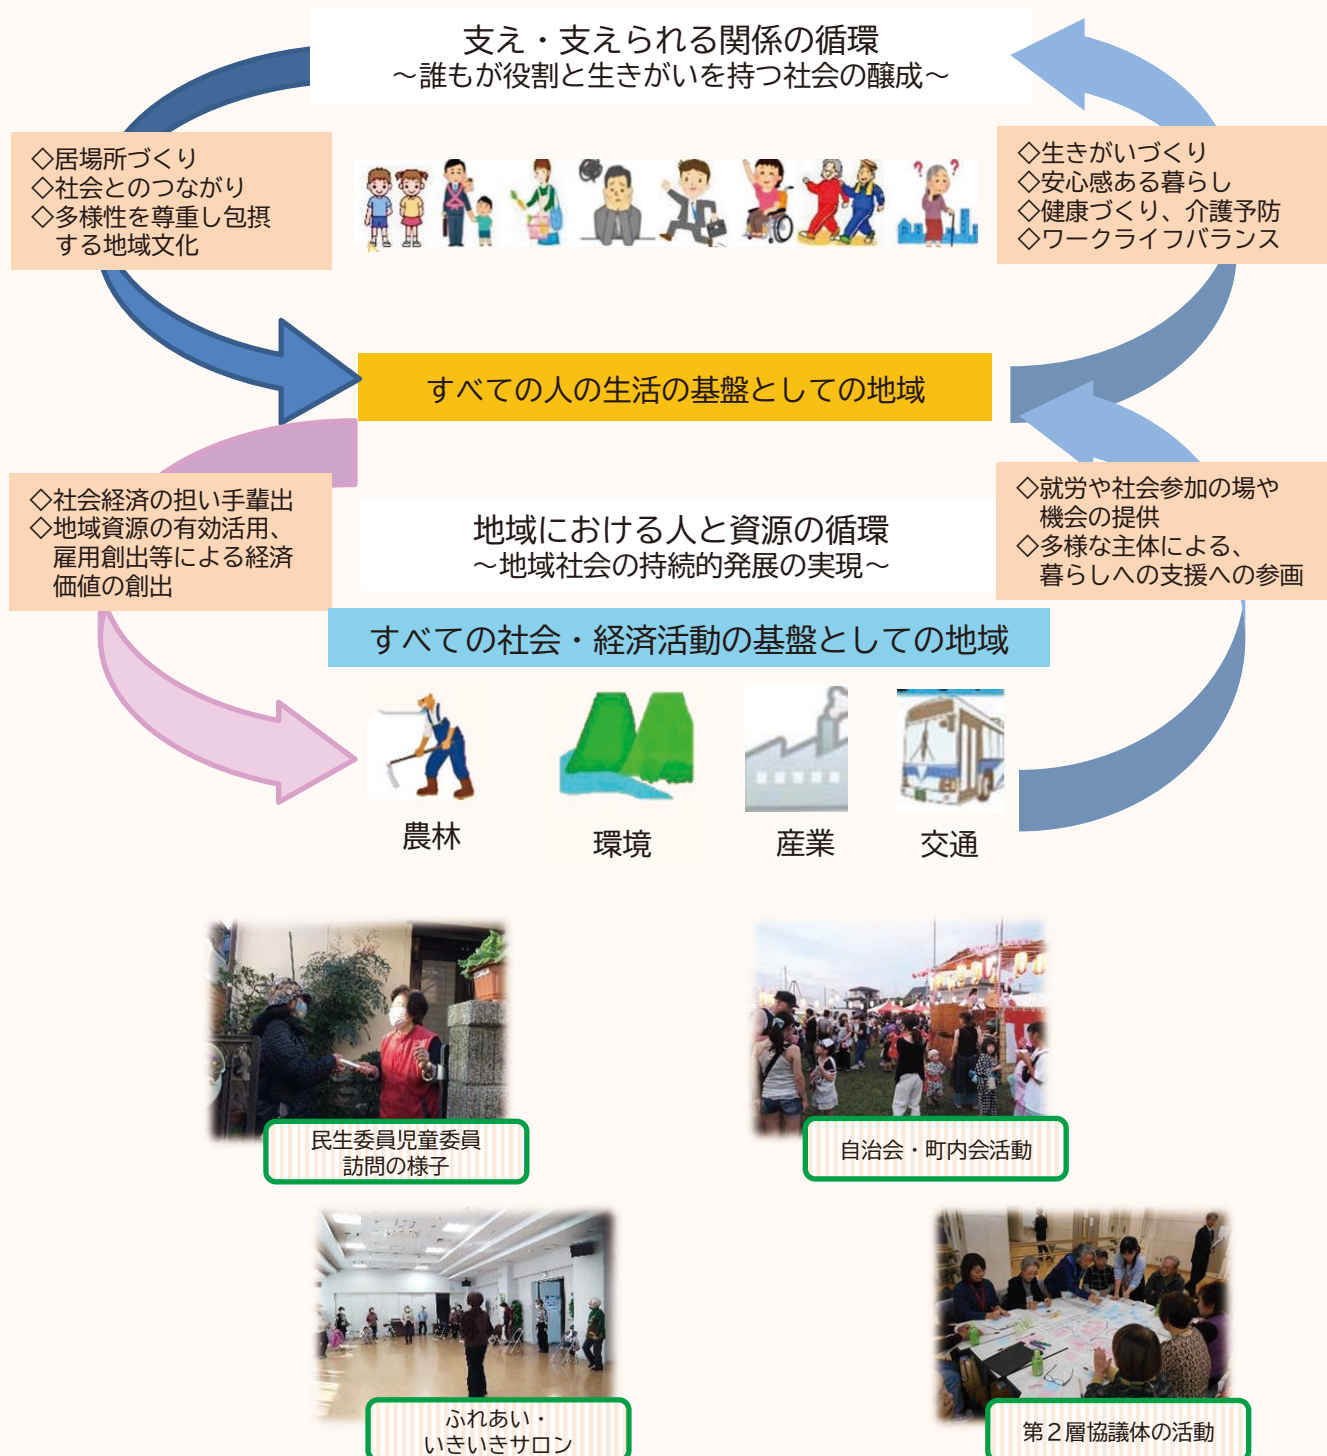 支え・支えられる関係の循環
～誰もが役割と生きがいを持つ社会の醸成～
◇居場所づくり
◇社会とのつながり
◇多様性を尊重し包摂
する地域文化
◇生きがいづくり
◇安心感ある暮らし
◇健康づくり、介護予防
◇ワークライフバランス
すべての人の生活の基盤としての地域
◇社会経済の担い手輩出
◇地域資源の有効活用、
雇用創出等による経済
価値の創出
地域における人と資源の循環
～地域社会の持続的発展の実現～
◇就労や社会参加の場や
機会の提供
◇多様な主体による、
暮らしへの支援への参画
すべての社会・経済活動の基盤としての地域
農林
環境
産業
交通
民生委員児童委員
訪問の様子
自治会・町内会活動
ふれあい・
いきいきサロン
第２層協議体の活動